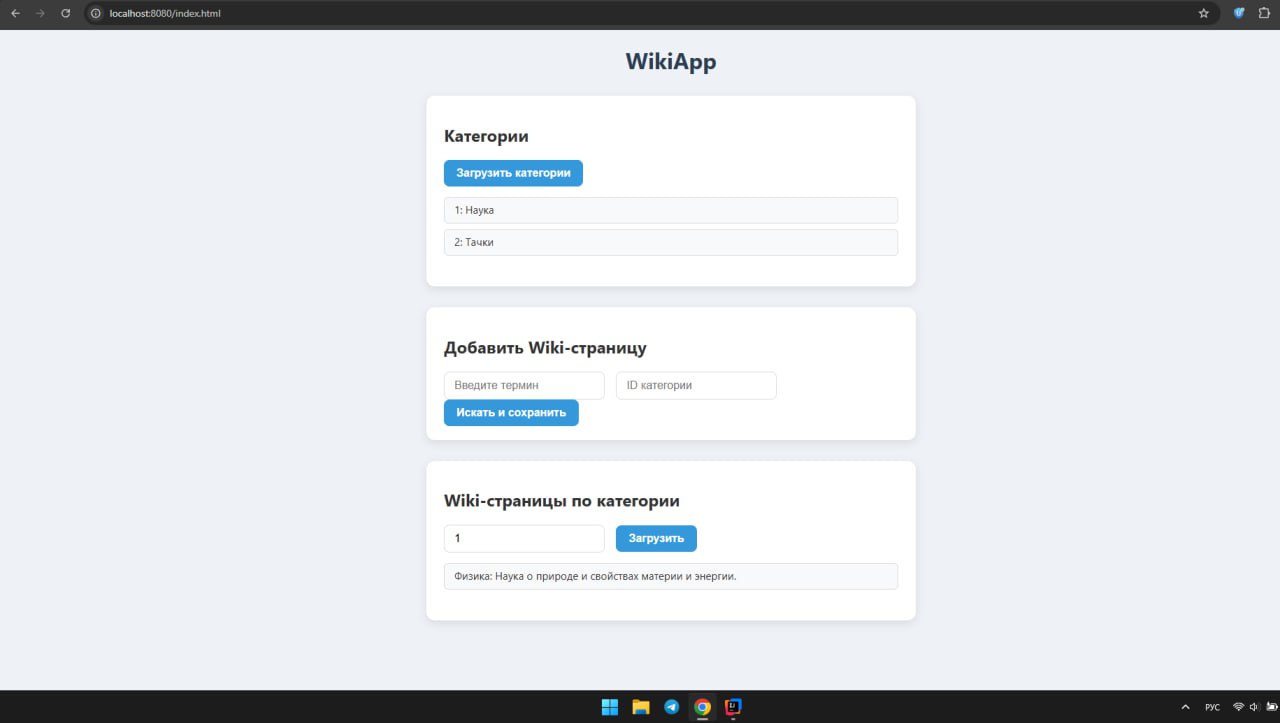 localhost:8080/index.html
WikiApp
Категории
Загрузить категории
1: Наука
2: Тачки
Добавить Wiki-страницу
Введите термин
ID категории
Искать и сохранить
Wiki-страницы по категории
1
Загрузить
Физика: Наука о природе и свойствах материи и энергии.
РУС